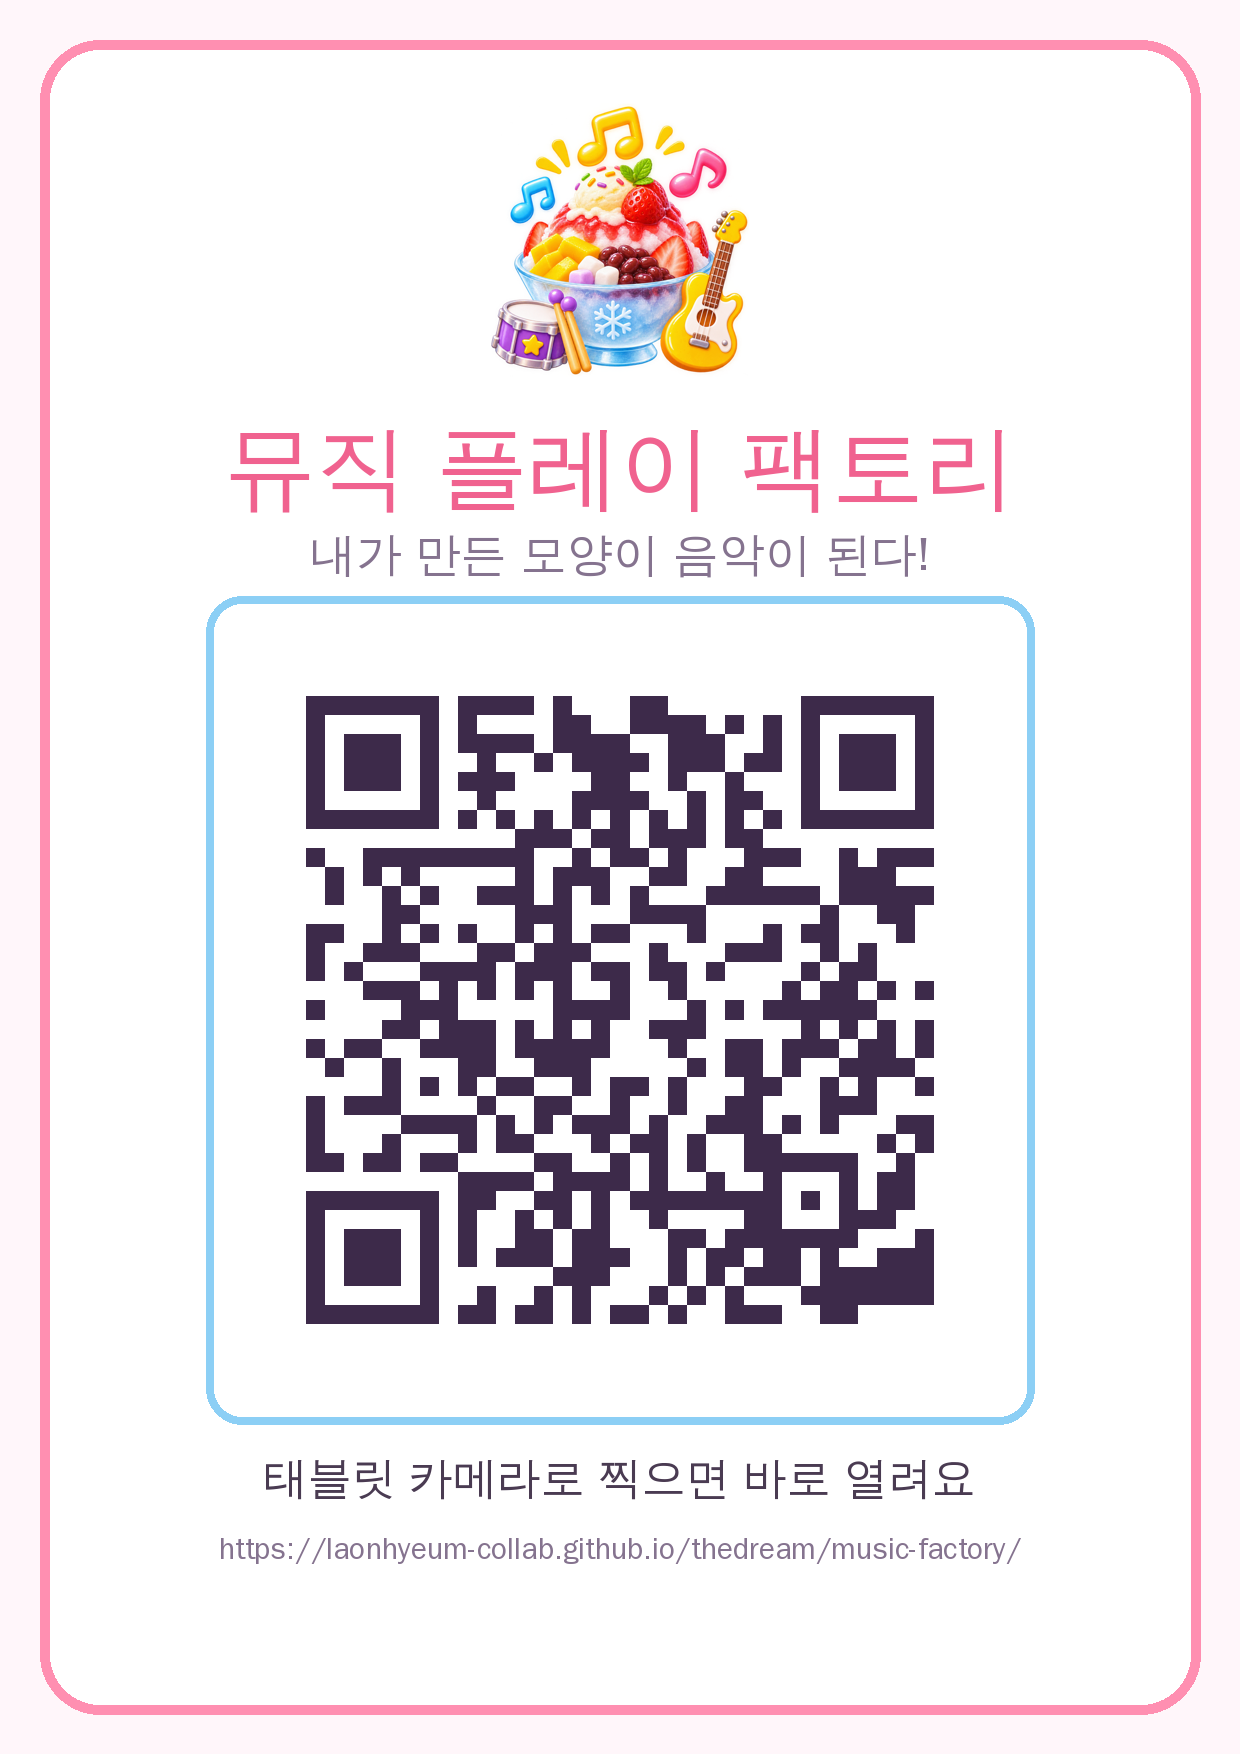 뮤직 플레이 팩토리
내가 만든 모양이 음악이 된다!
태블릿 카메라로 찍으면 바로 열려요
https://laonhyeum-collab.github.io/thedream/music-factory/